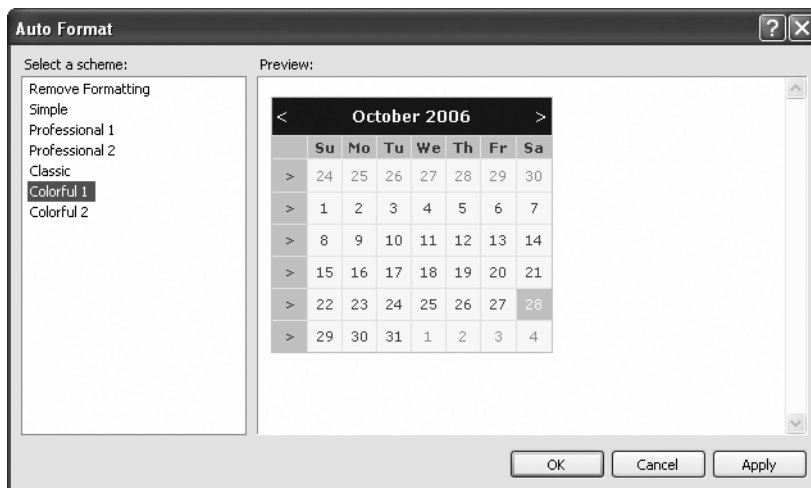 Auto Format
Select a scheme:
Remove Formatting
Simple
Professional 1
Professional 2
Classic
Colorful 1
Colorful 2
Preview:
< October 2006 >
Su Mo Tu We Th Fr Sa
> 24 25 26 27 28 29 30
> 1 2 3 4 5 6 7
> 8 9 10 11 12 13 14
> 15 16 17 18 19 20 21
> 22 23 24 25 26 27 28
> 29 30 31 1 2 3 4
OK Cancel Apply